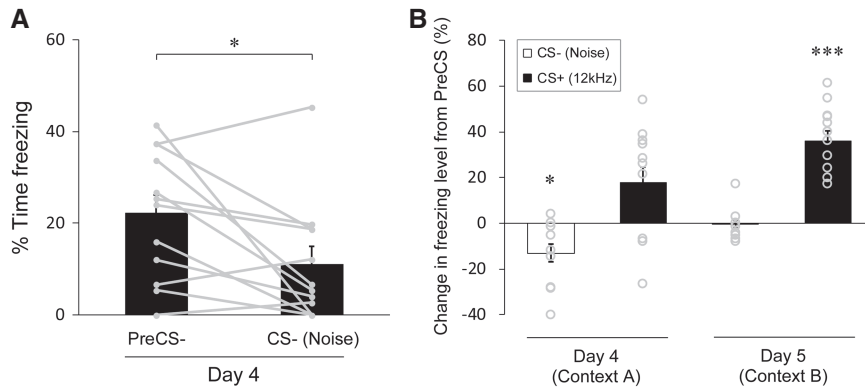 A
*
60
40
20
0
% Time freezing
PreCS-
CS- (Noise)
Day 4
B
Change in freezing level from PreCS (%)
80
60
40
20
0
-20
-40
CS- (Noise)
CS+ (12kHz)
*
***
Day 4
(Context A)
Day 5
(Context B)